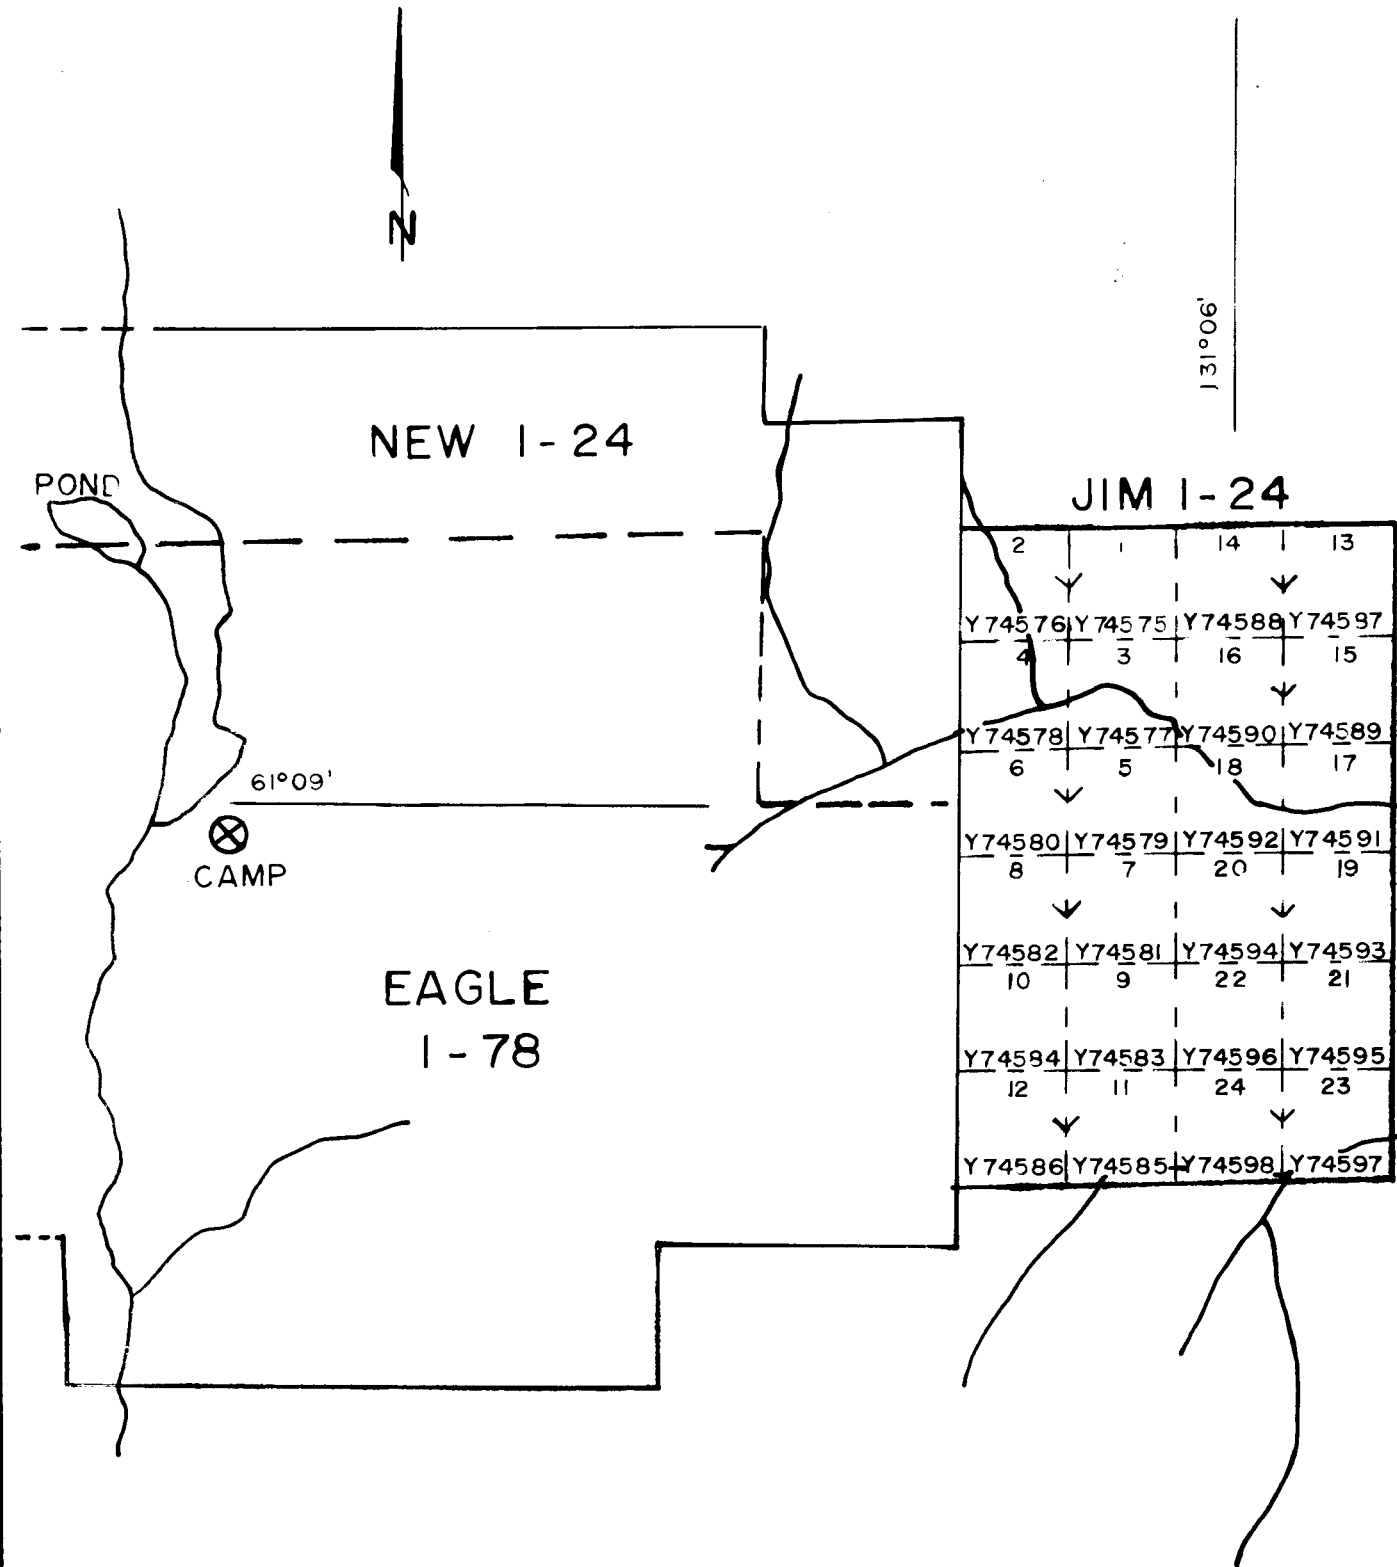 N
131°06'
NEW 1-24
POND
JIM 1-24
2 1 14 13
Y74576 Y74575 Y74588 Y74587
4 3 16 15
Y74578 Y74577 Y74590 Y74589
6 5 18 17
61°09'
Y74580 Y74579 Y74592 Y74591
8 7 20 19
CAMP
Y74582 Y74581 Y74594 Y74593
10 9 22 21
EAGLE
1-78
Y74584 Y74583 Y74596 Y74595
12 11 24 23
Y74586 Y74585 Y74598 Y74597